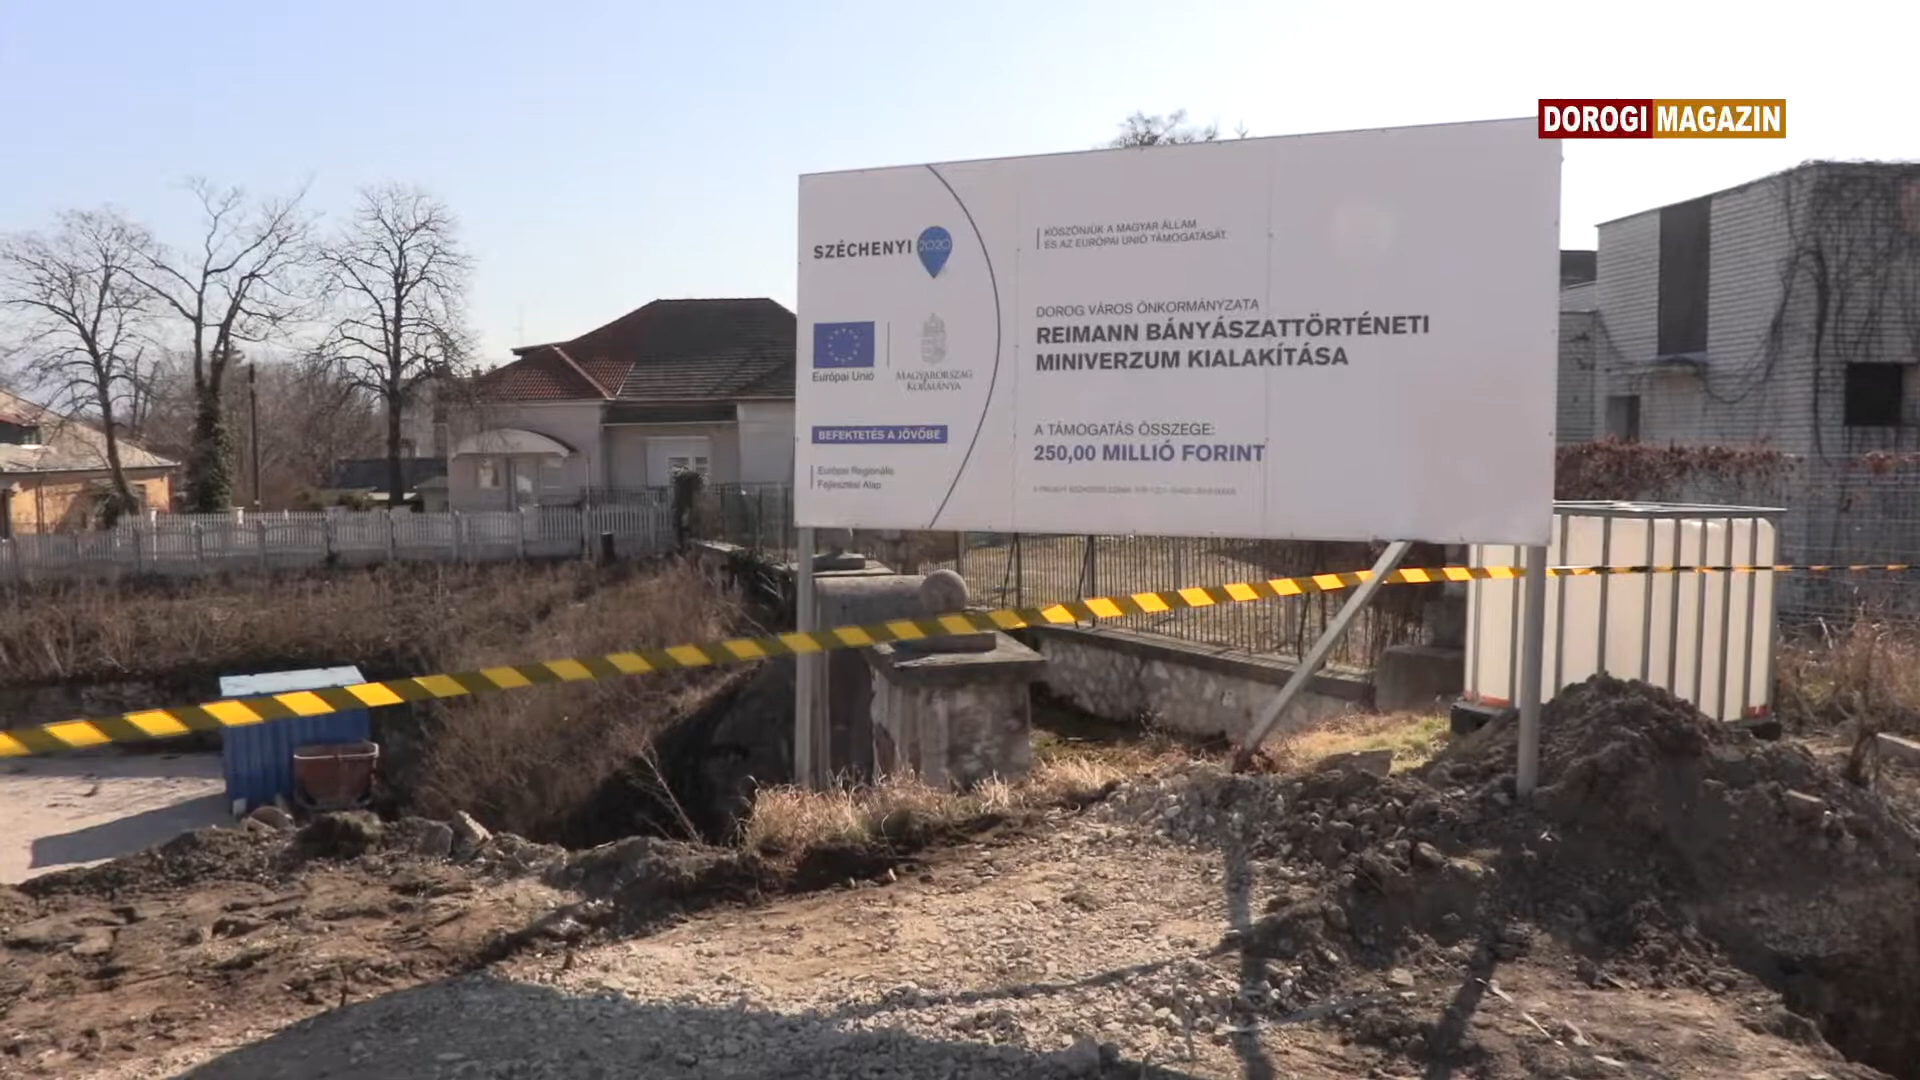 DOROGI MAGAZIN
SZÉCHENYI 2020
KÖSZÖNJÜK A MAGYAR ÁLLAM
ÉS AZ EURÓPAI UNIÓ TÁMOGATÁSÁT.
DOROG VÁROS ÖNKORMÁNYZATA
REIMANN BÁNYÁSZATTÖRTÉNETI
MINIVERZUM KIALAKÍTÁSA
Európai Unió
MAGYARORSZÁG
KORMÁNYA
A TÁMOGATÁS ÖSSZEGE:
250,00 MILLIÓ FORINT
BEFEKTETÉS A JÖVŐBE
Európai Regionális
Fejlesztési Alap